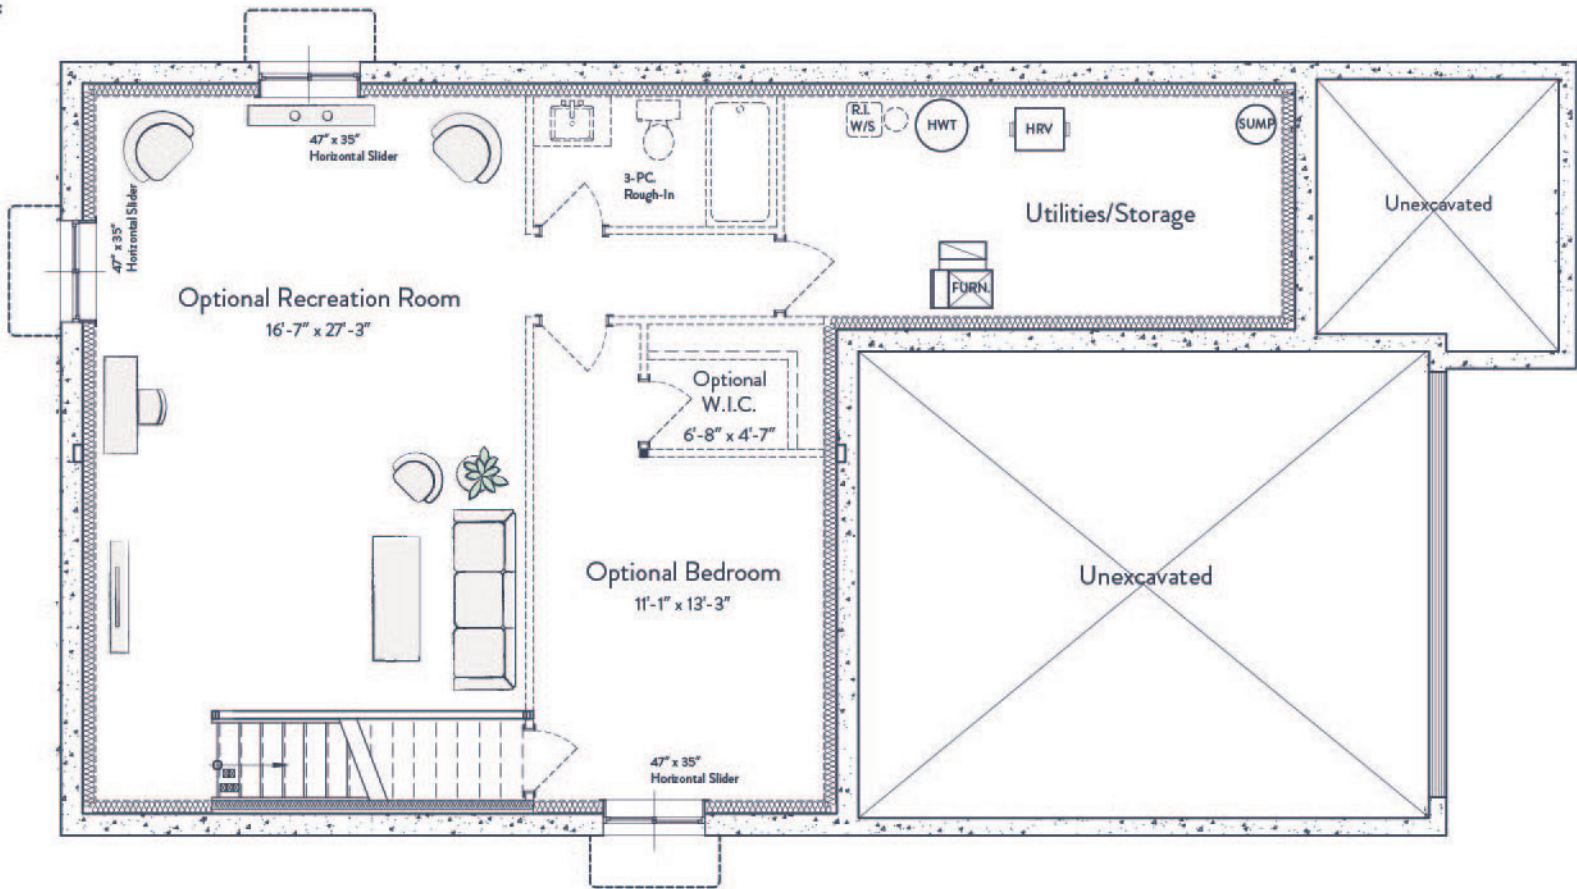 47" x 35"
Horizontal Slider
47" x 35"
Horizontal Slider
3-PC.
Rough-In
R.I.
W/S
HWT
HRV
SUMP
Utilities/Storage
Unexcavated
FURN.
Optional Recreation Room
16'-7" x 27'-3"
Optional
W.I.C.
6'-8" x 4'-7"
Optional Bedroom
11'-1" x 13'-3"
Unexcavated
47" x 35"
Horizontal Slider